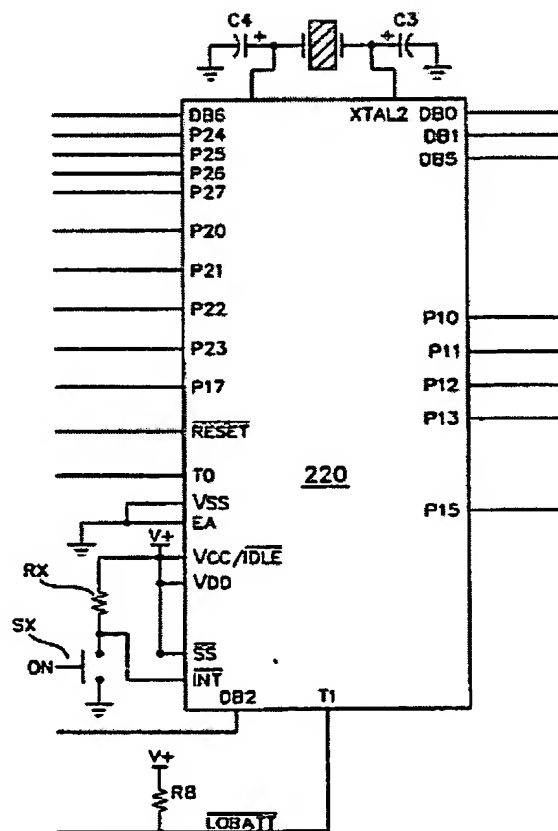 C4 + + C3
XTAL2
DB6 DB0
P24 DB1
P25 DB5
P26
P27
P20
P21
P22
P23
P17
P10
P11
P12
P13
P15
RESET
T0
220
VSS
EA
V+
VCC/IDLE
RX
VDD
SX
SS
ON
INT
DB2 T1
V+
R8
LOBATT